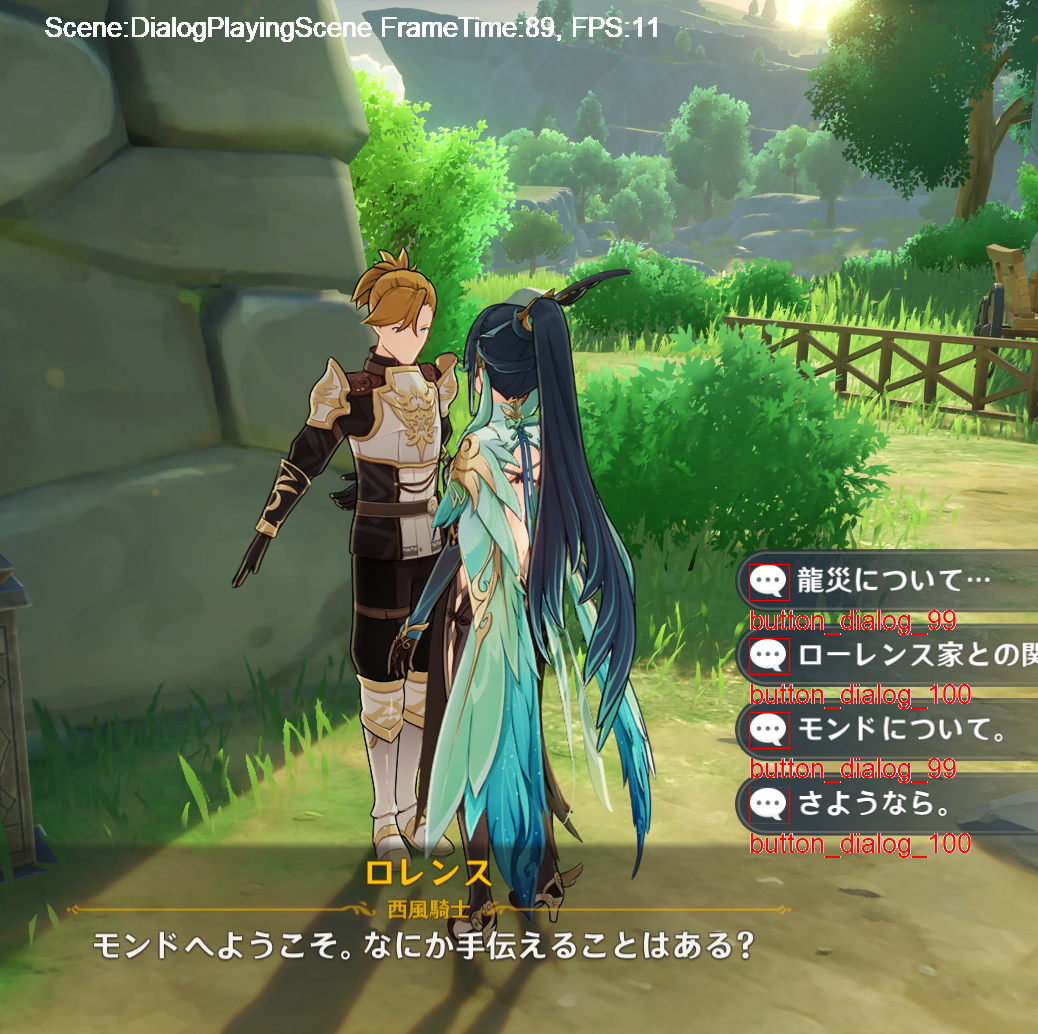 Scene:DialogPlayingScene FrameTime:89, FPS:11
龍災について…
button_dialog_99
ローレンス家との関
button_dialog_100
モンドについて。
button_dialog_99
さようなら。
button_dialog_100
ロレンス
西風騎士
モンドへようこそ。なにか手伝えることはある?